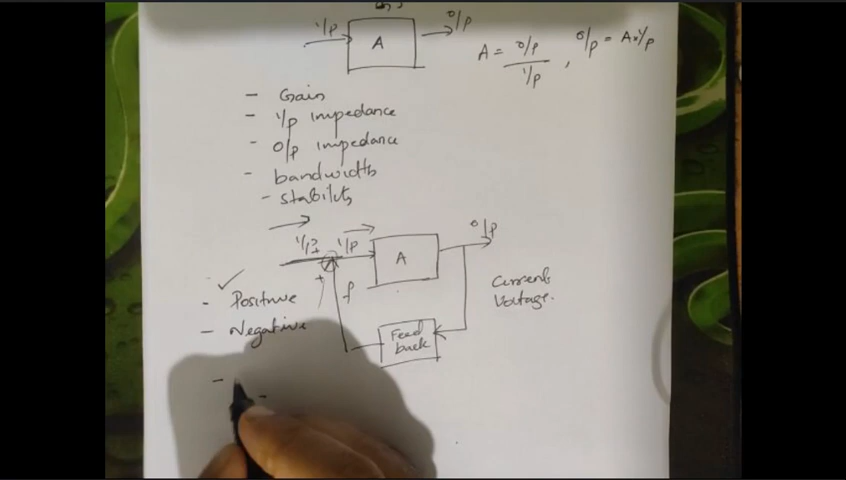 I/P A O/P
A = O/P / I/P , O/P = A × I/P
- Gain
- I/P impedance
- O/P impedance
- bandwidth
- Stability
I/P + I/P A O/P
+ f
Current
Voltage.
- Positive
- Negative
Feed
back
-